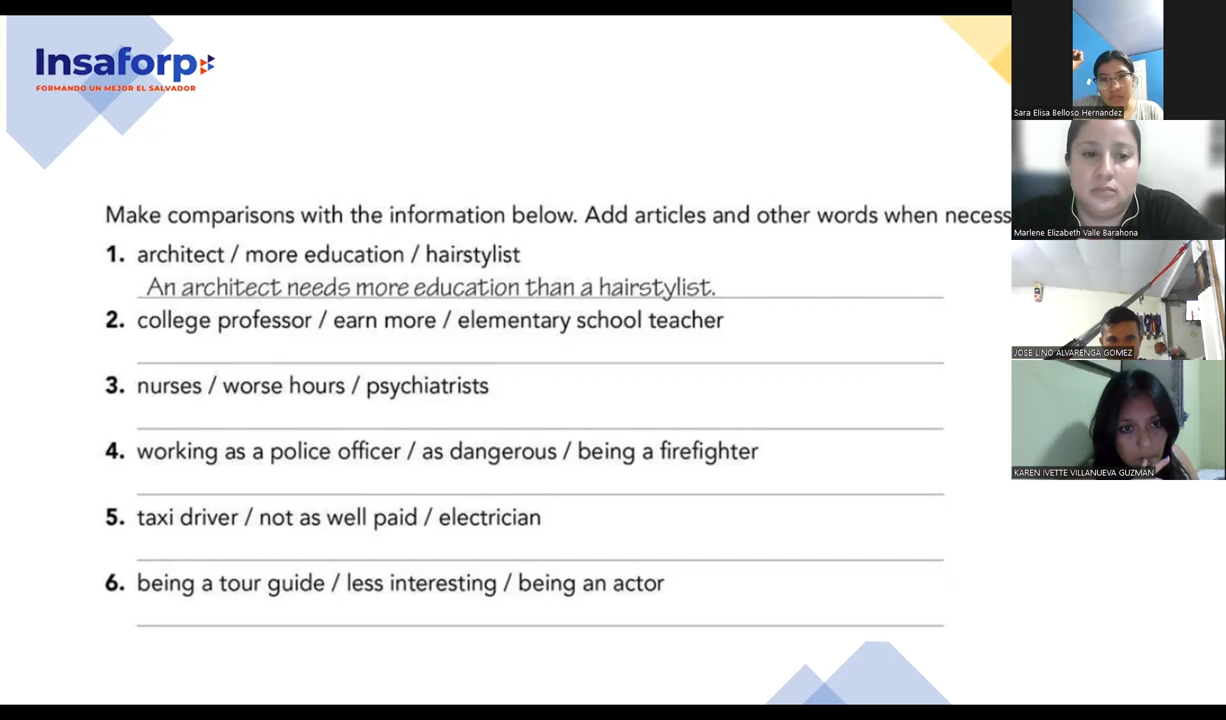 Insaforp
FORMANDO UN MEJOR EL SALVADOR
Make comparisons with the information below. Add articles and other words when necess
1. architect / more education / hairstylist
An architect needs more education than a hairstylist.
2. college professor / earn more / elementary school teacher
3. nurses / worse hours / psychiatrists
4. working as a police officer / as dangerous / being a firefighter
5. taxi driver / not as well paid / electrician
6. being a tour guide / less interesting / being an actor
Sara Elisa Belloso Hernandez
Marlene Elizabeth Valle Barahona
JOSE LINO ALVARENGA GOMEZ
KAREN IVETTE VILLANUEVA GUZMAN